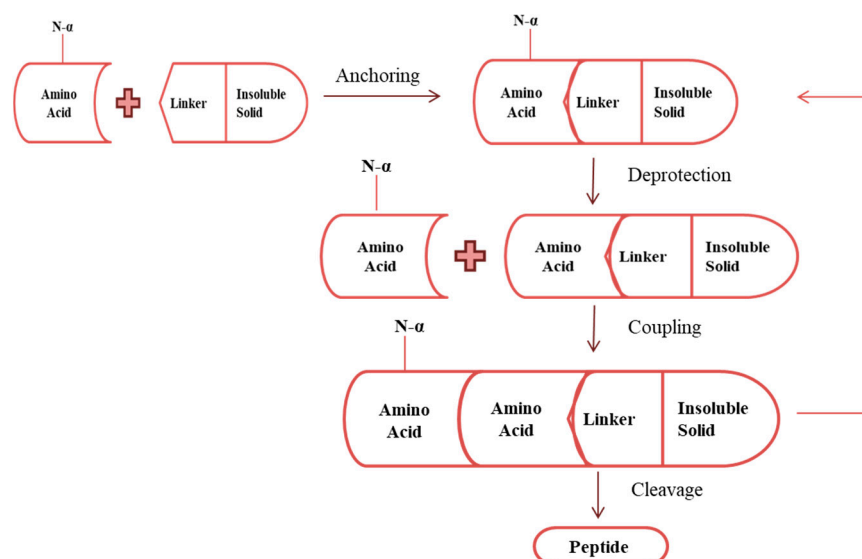 N-α
Amino
Acid
Linker
Insoluble
Solid
Anchoring
N-α
Amino
Acid
Linker
Insoluble
Solid
Deprotection
N-α
Amino
Acid
Amino
Acid
Linker
Insoluble
Solid
Coupling
N-α
Amino
Acid
Amino
Acid
Linker
Insoluble
Solid
Cleavage
Peptide